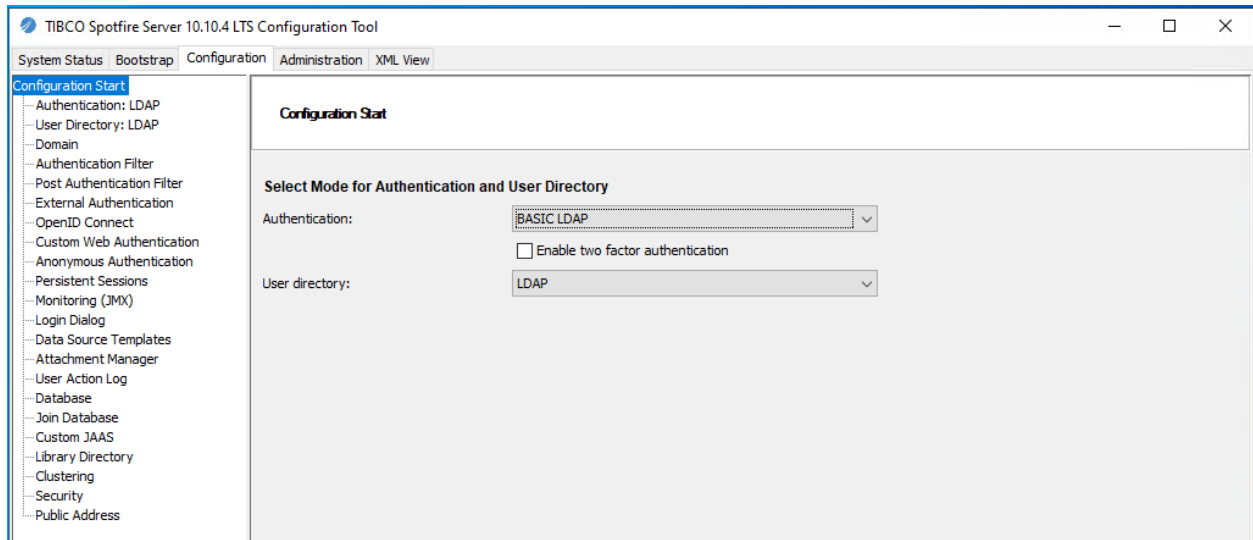 TIBCO Spotfire Server 10.10.4 LTS Configuration Tool
System Status Bootstrap Configuration Administration XML View
Configuration Start
Authentication: LDAP
User Directory: LDAP
Domain
Authentication Filter
Post Authentication Filter
External Authentication
OpenID Connect
Custom Web Authentication
Anonymous Authentication
Persistent Sessions
Monitoring (JMX)
Login Dialog
Data Source Templates
Attachment Manager
User Action Log
Database
Join Database
Custom JAAS
Library Directory
Clustering
Security
Public Address
Configuration Start
Select Mode for Authentication and User Directory
Authentication: BASIC LDAP
Enable two factor authentication
User directory: LDAP